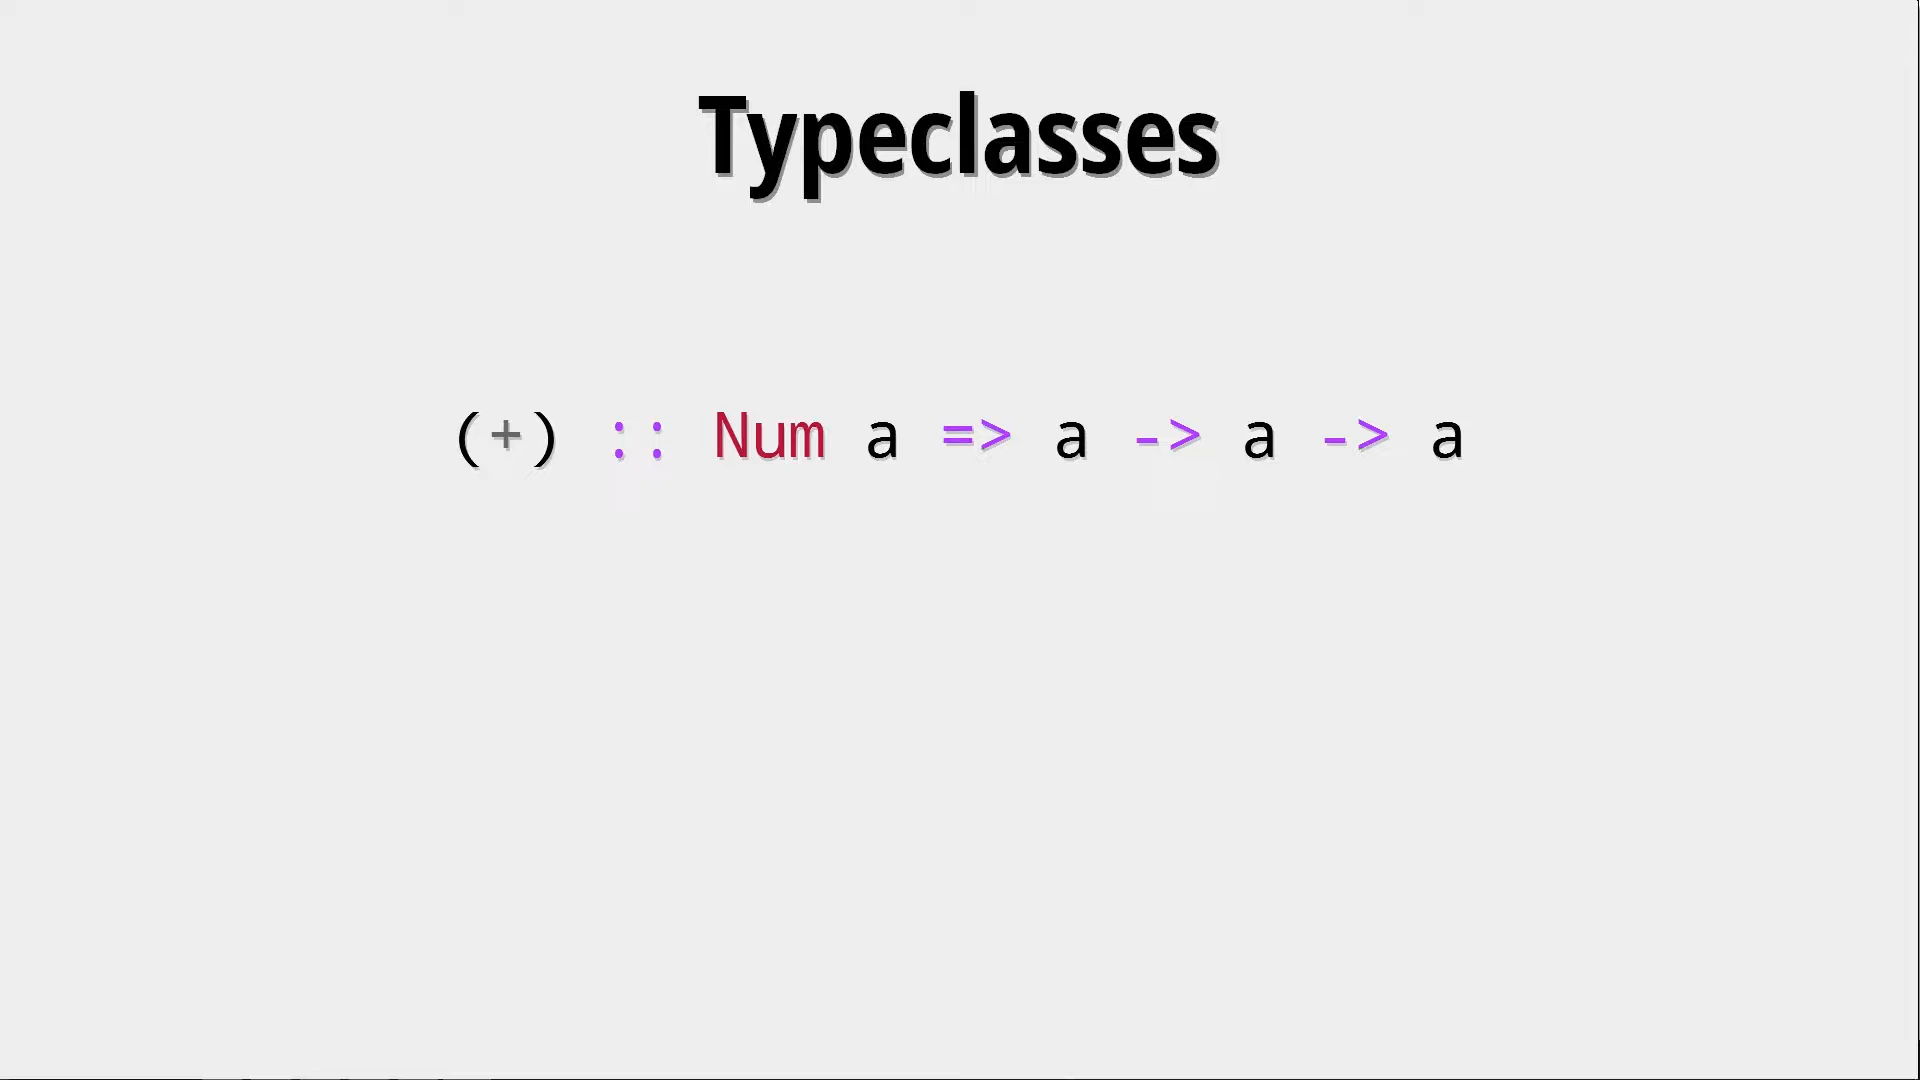 Typeclasses
(+) :: Num a => a -> a -> a